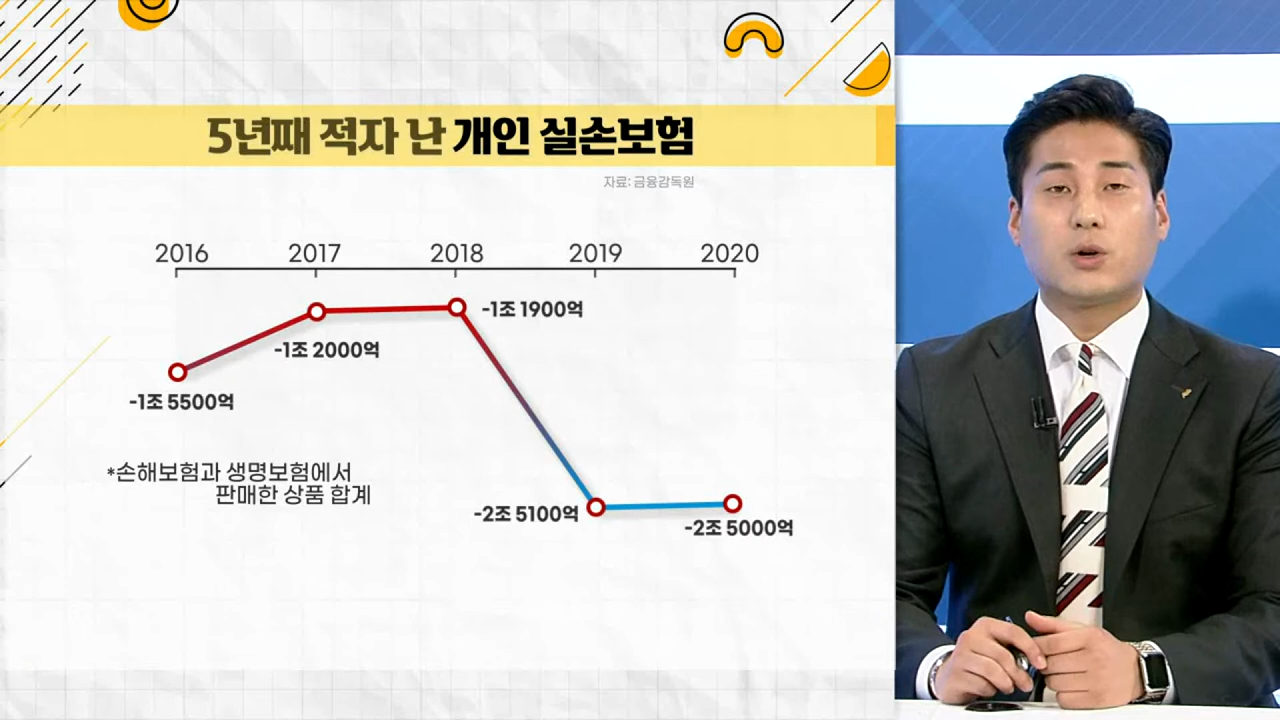 5년째 적자 난 개인 실손보험
자료: 금융감독원
2016 2017 2018 2019 2020
-1조 1900억
-1조 2000억
-1조 5500억
*손해보험과 생명보험에서
판매한 상품 합계
-2조 5100억
-2조 5000억